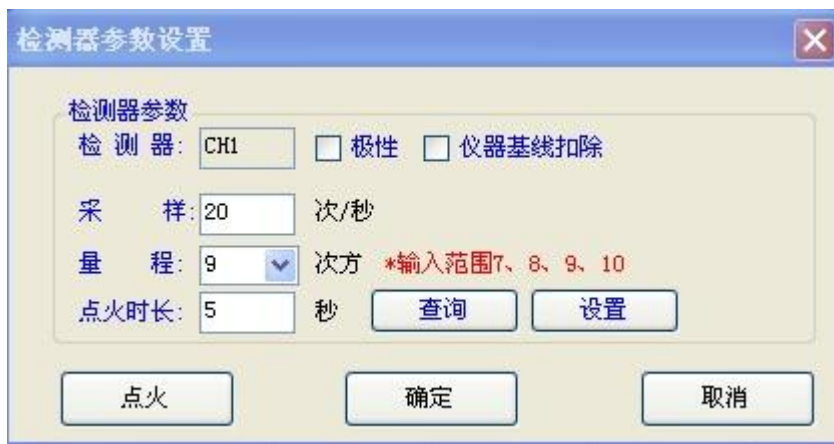 检测器参数设置
检测器参数
检 测 器: CH1 极性 仪器基线扣除
采 样: 20 次/秒
量 程: 9 次方 *输入范围7、8、9、10
点火时长: 5 秒 查询 设置
点火 确定 取消